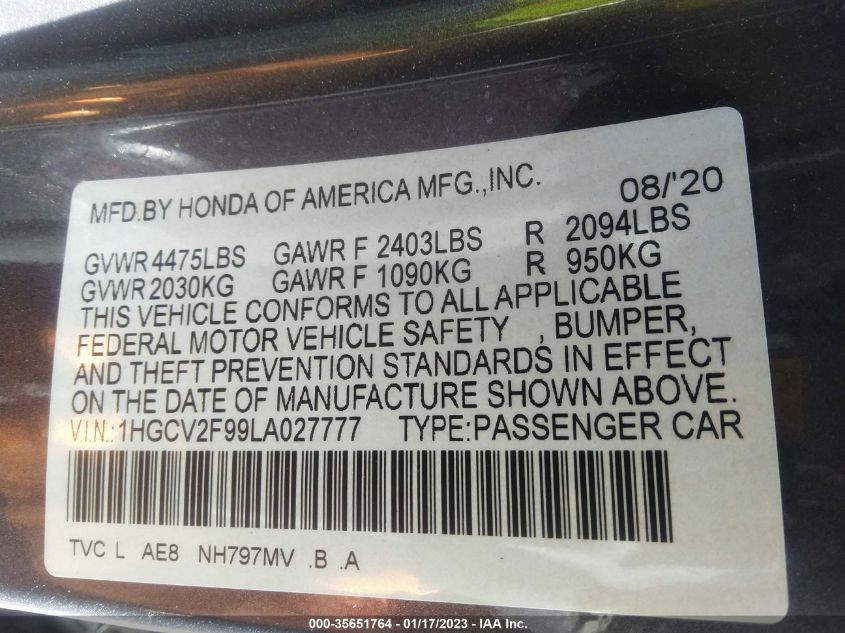 MFD.BY HONDA OF AMERICA MFG.,INC. 08/'20
GVWR 4475LBS GAWR F 2403LBS R 2094LBS
GVWR 2030KG GAWR F 1090KG R 950KG
THIS VEHICLE CONFORMS TO ALL APPLICABLE
FEDERAL MOTOR VEHICLE SAFETY , BUMPER,
AND THEFT PREVENTION STANDARDS IN EFFECT
ON THE DATE OF MANUFACTURE SHOWN ABOVE.
V.I.N.:1HGCV2F99LA027777 TYPE:PASSENGER CAR
TVC L AE8 NH797MV .B .A
000-35651764 - 01/17/2023 - IAA Inc.